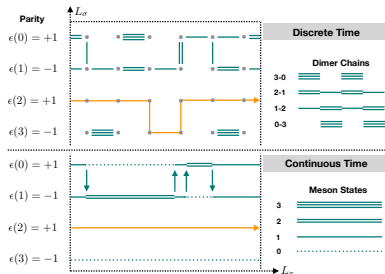 Parity
L_σ
ϵ(0) = +1
ϵ(1) = −1
ϵ(2) = +1
ϵ(3) = −1
Discrete Time
Dimer Chains
3-0
2-1
1-2
0-3
ϵ(0) = +1
ϵ(1) = −1
ϵ(2) = +1
ϵ(3) = −1
Continuous Time
Meson States
3
2
1
0